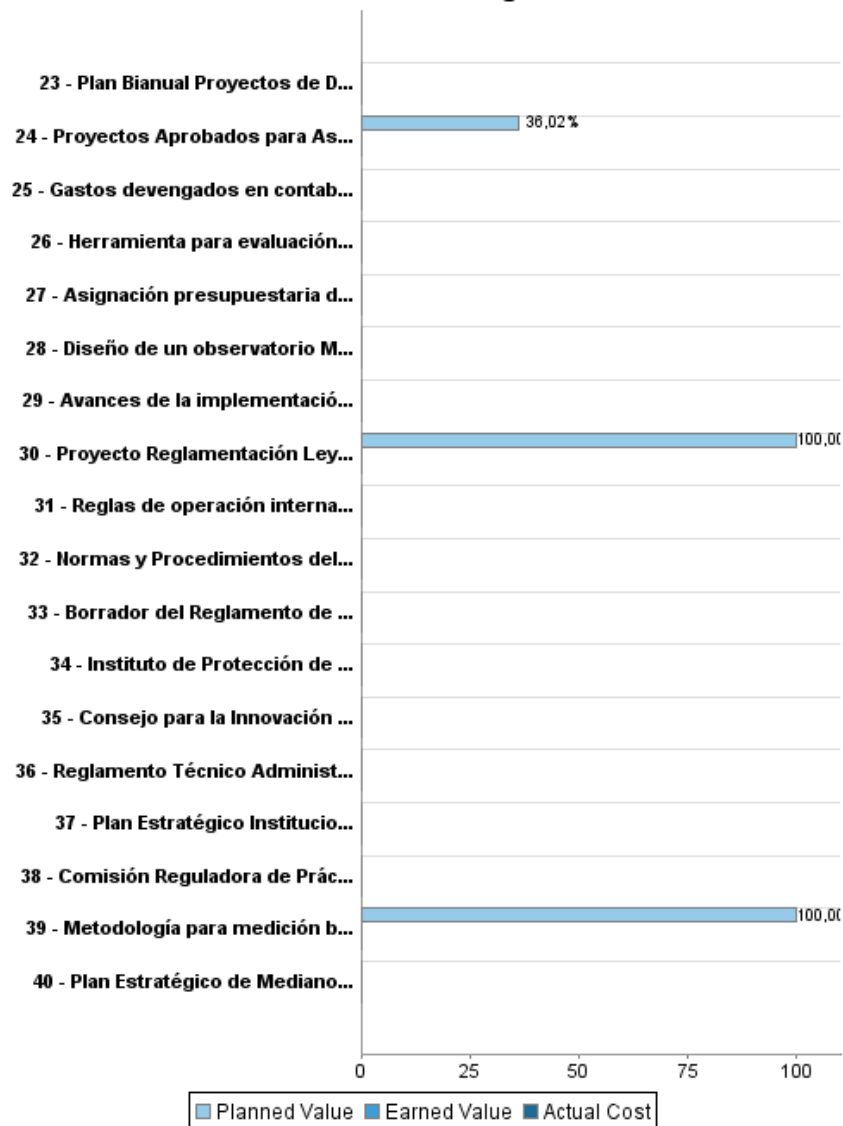 23 - Plan Bianual Proyectos de D...
24 - Proyectos Aprobados para As...
36,02%
25 - Gastos devengados en contab...
26 - Herramienta para evaluación...
27 - Asignación presupuestaria d...
28 - Diseño de un observatorio M...
29 - Avances de la implementació...
30 - Proyecto Reglamentación Ley...
100,00
31 - Reglas de operación interna...
32 - Normas y Procedimientos del...
33 - Borrador del Reglamento de ...
34 - Instituto de Protección de ...
35 - Consejo para la Innovación ...
36 - Reglamento Técnico Administ...
37 - Plan Estratégico Institucio...
38 - Comisión Reguladora de Prác...
39 - Metodología para medición b...
100,00
40 - Plan Estratégico de Mediano...
0 25 50 75 100
Planned Value Earned Value Actual Cost